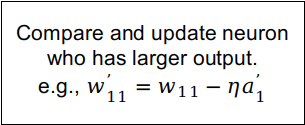 Compare and update neuron
who has larger output.
e.g., w′₁₁ = w₁₁ − ηa′₁